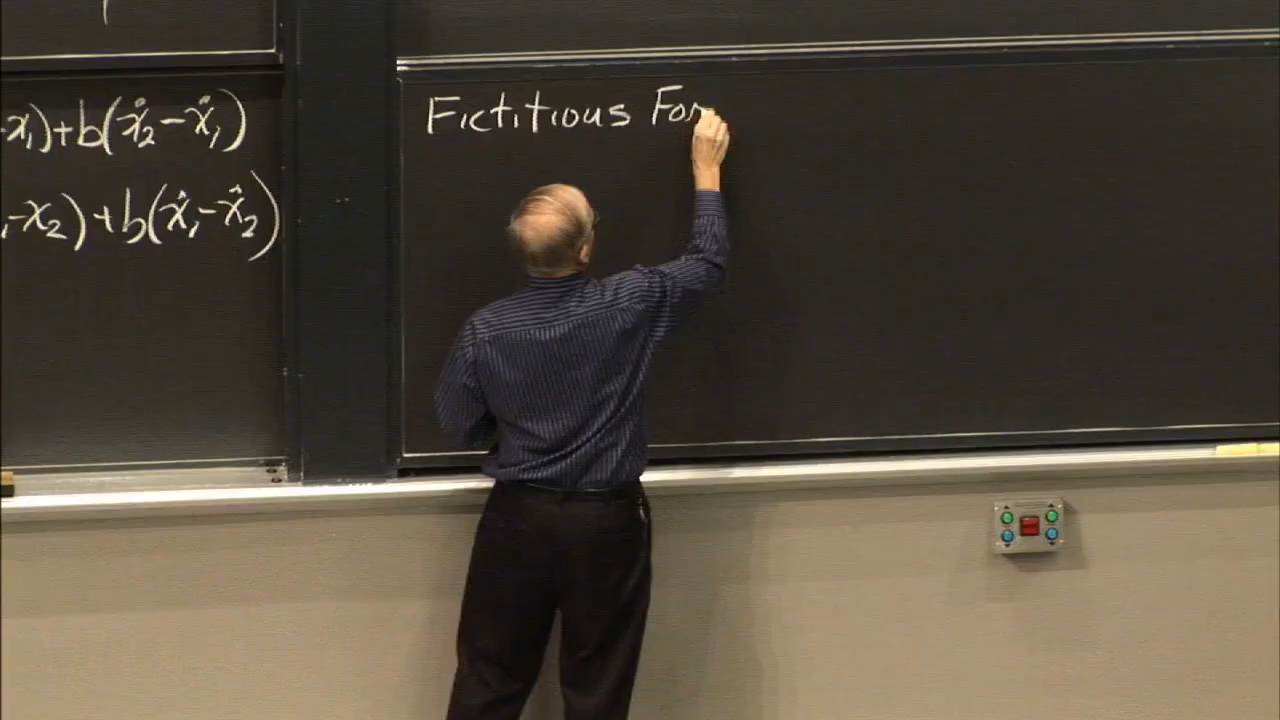 -x₁)+b(ẋ₂-ẋ₁)
-x₂)+b(ẋ₁-ẋ₂)
Fictitious For